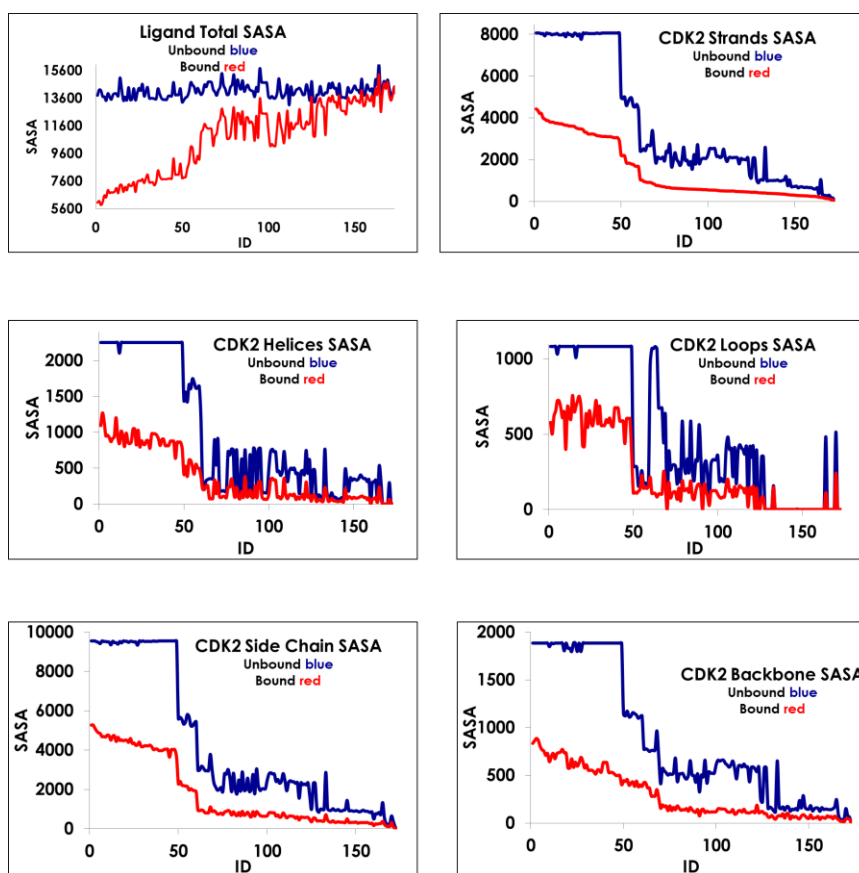 Ligand Total SASA
Unbound blue
Bound red
15600
13600
11600
9600
7600
5600
SASA
0
50
100
150
ID
CDK2 Strands SASA
Unbound blue
Bound red
8000
6000
4000
2000
0
SASA
0
50
100
150
ID
CDK2 Helices SASA
Unbound blue
Bound red
2000
1500
1000
500
0
SASA
0
50
100
150
ID
CDK2 Loops SASA
Unbound blue
Bound red
1000
500
0
SASA
0
50
100
150
ID
CDK2 Side Chain SASA
Unbound blue
Bound red
10000
8000
6000
4000
2000
0
SASA
0
50
100
150
ID
CDK2 Backbone SASA
Unbound blue
Bound red
2000
1500
1000
500
0
SASA
0
50
100
150
ID